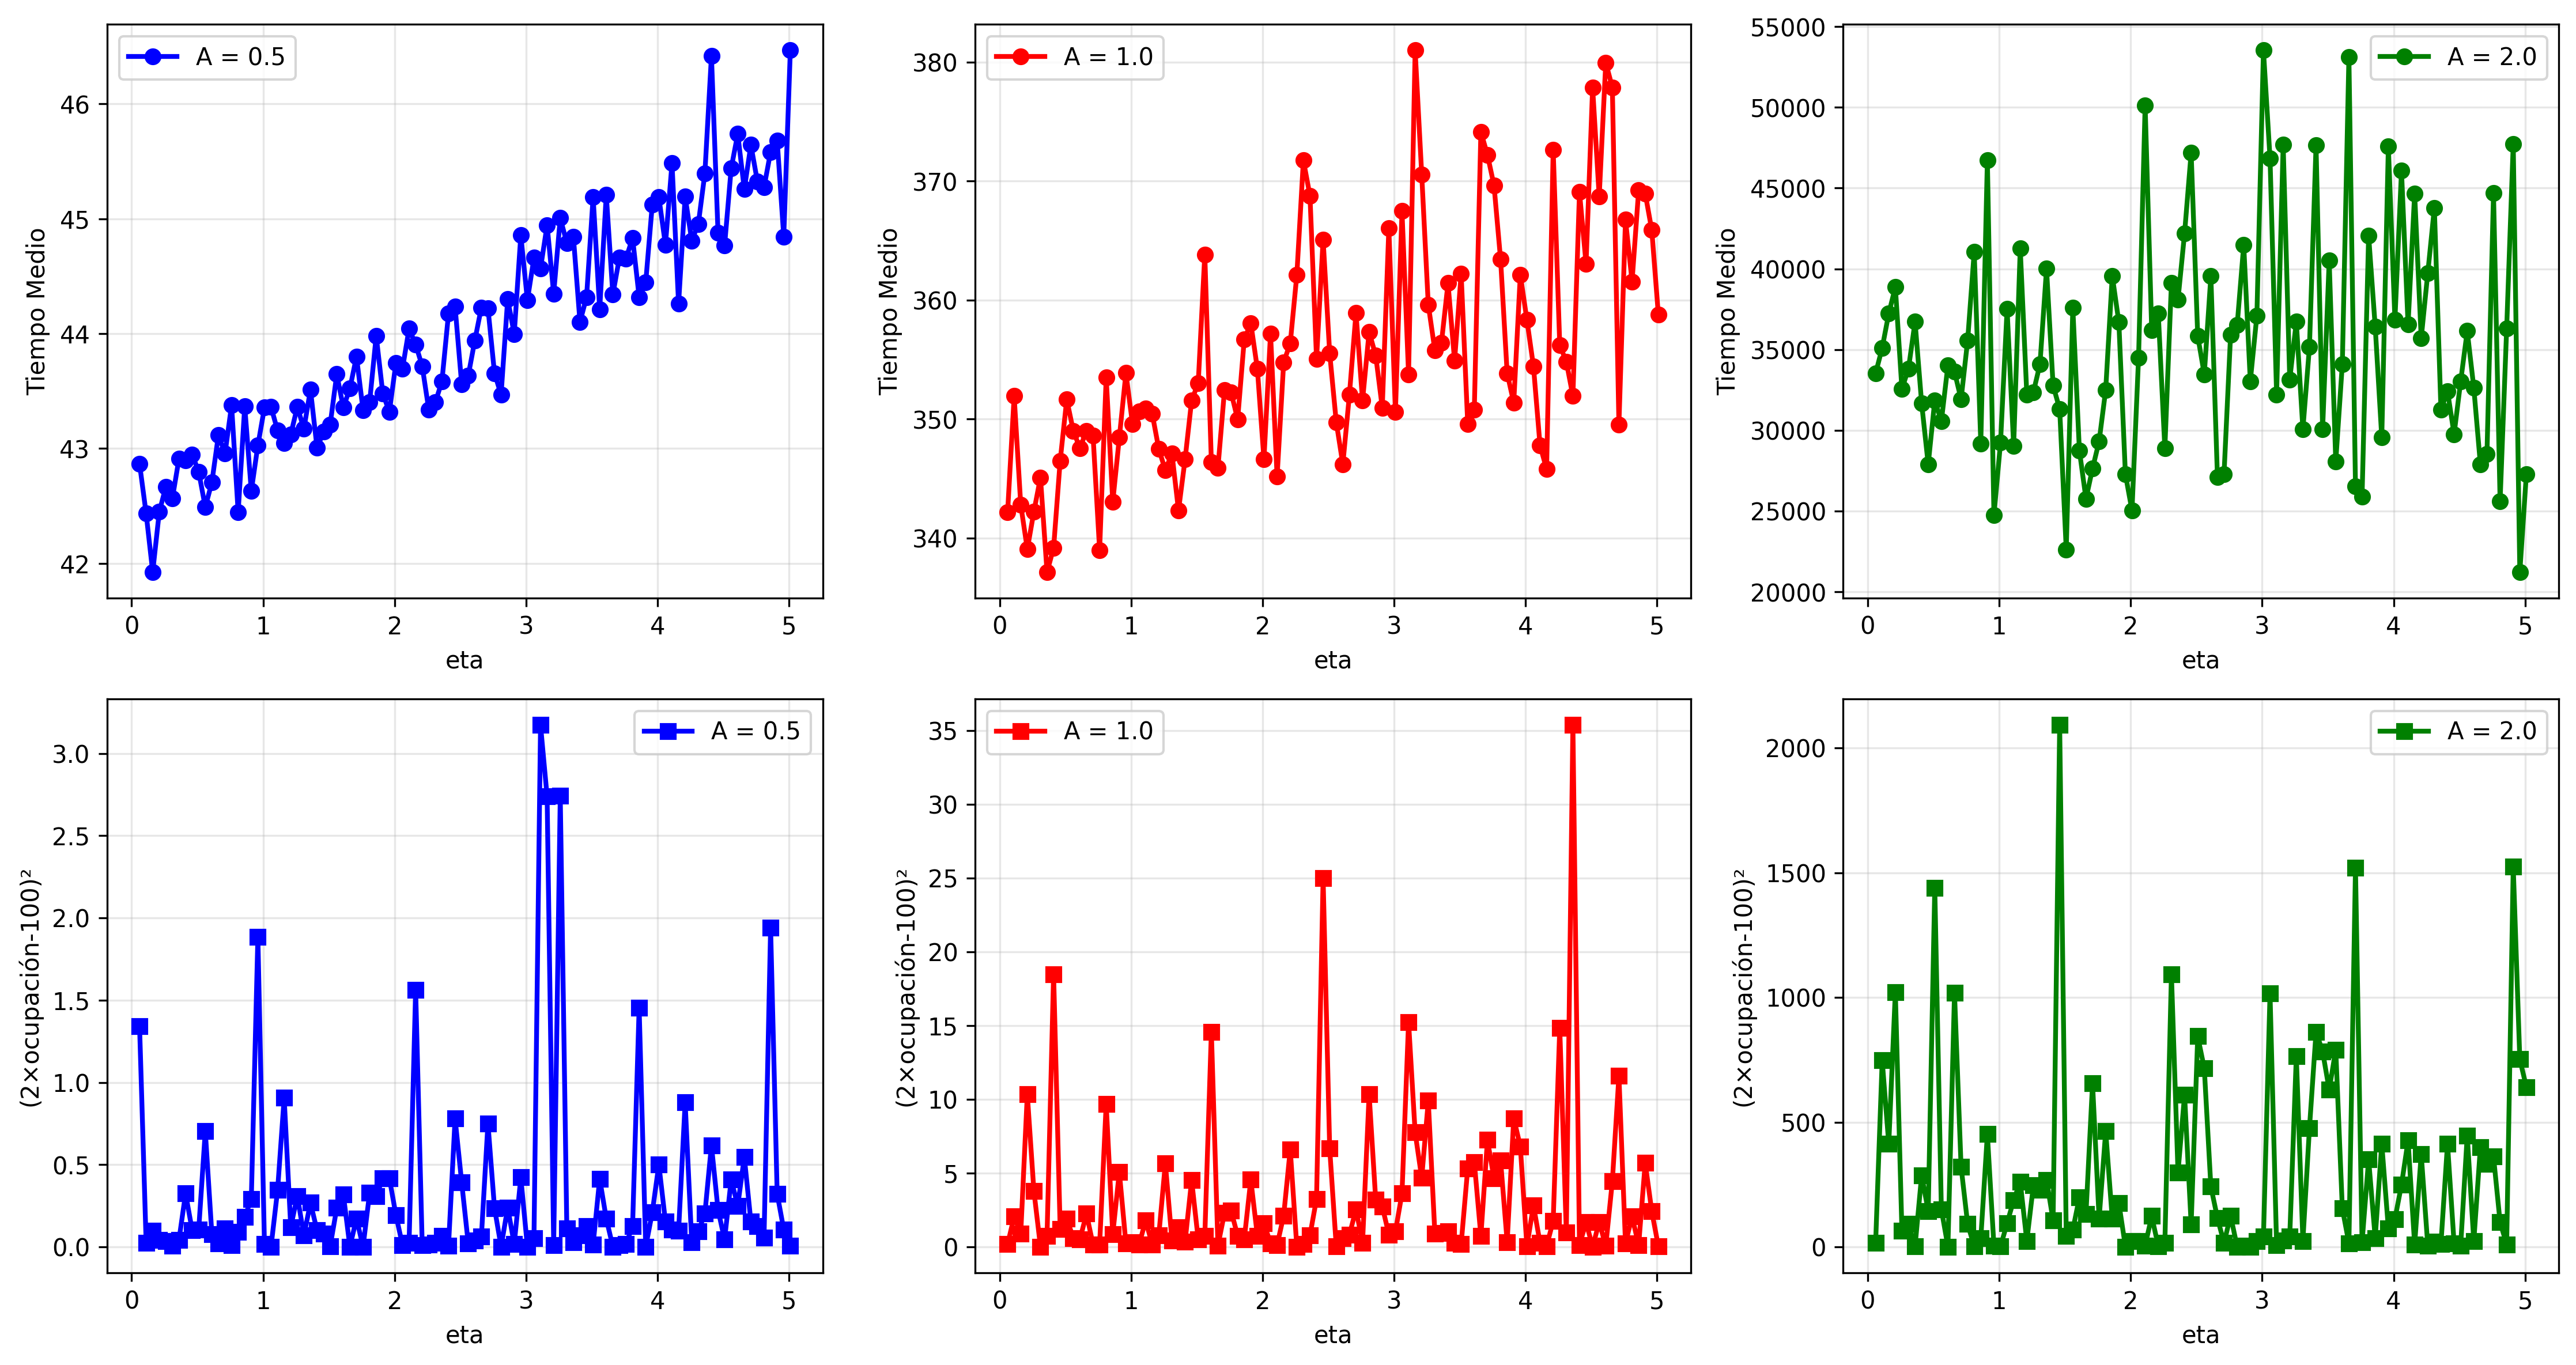 A = 0.5
46
45
44
43
42
Tiempo Medio
0 1 2 3 4 5
eta
A = 1.0
380
370
360
350
340
Tiempo Medio
0 1 2 3 4 5
eta
A = 2.0
55000
50000
45000
40000
35000
30000
25000
20000
Tiempo Medio
0 1 2 3 4 5
eta
A = 0.5
3.0
2.5
2.0
1.5
1.0
0.5
0.0
(2×ocupación-100)²
0 1 2 3 4 5
eta
A = 1.0
35
30
25
20
15
10
5
0
(2×ocupación-100)²
0 1 2 3 4 5
eta
A = 2.0
2000
1500
1000
500
0
(2×ocupación-100)²
0 1 2 3 4 5
eta